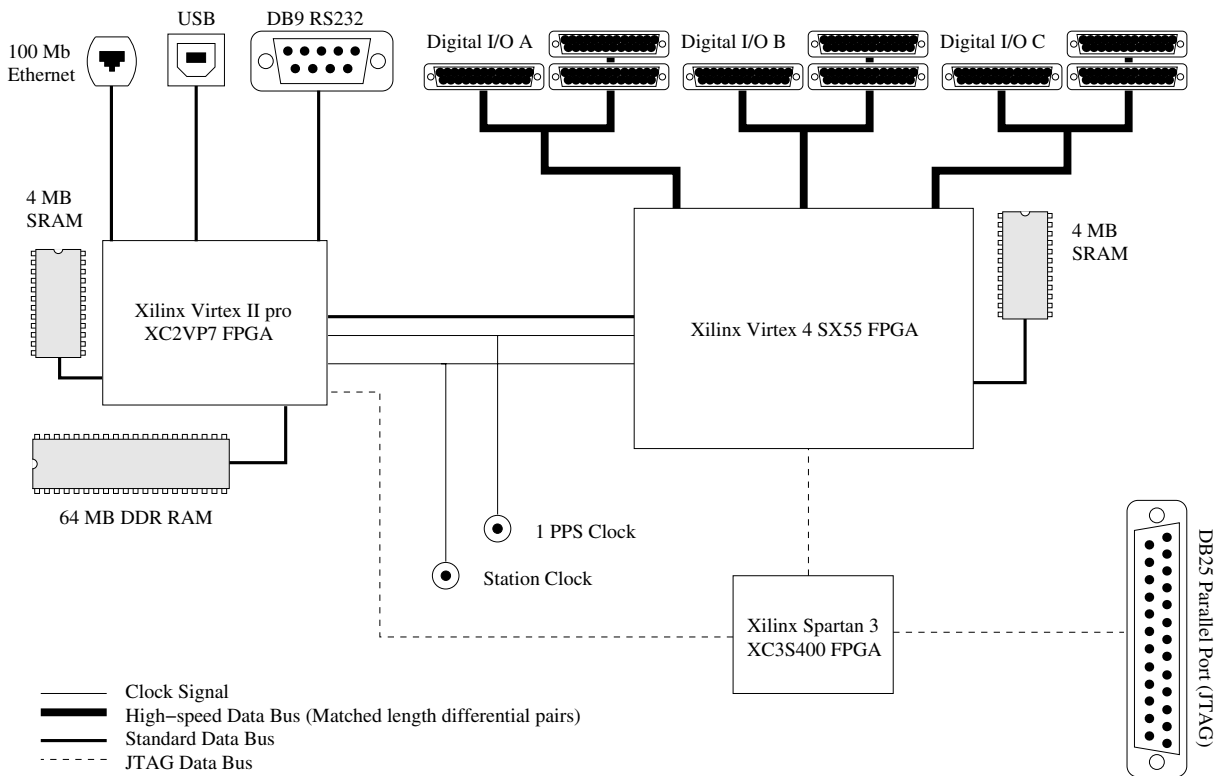 USB
DB9 RS232
100 Mb
Ethernet
Digital I/O A
Digital I/O B
Digital I/O C
4 MB
SRAM
4 MB
SRAM
Xilinx Virtex II pro
XC2VP7 FPGA
Xilinx Virtex 4 SX55 FPGA
64 MB DDR RAM
1 PPS Clock
Station Clock
Xilinx Spartan 3
XC3S400 FPGA
DB25 Parallel Port (JTAG)
Clock Signal
High−speed Data Bus (Matched length differential pairs)
Standard Data Bus
JTAG Data Bus